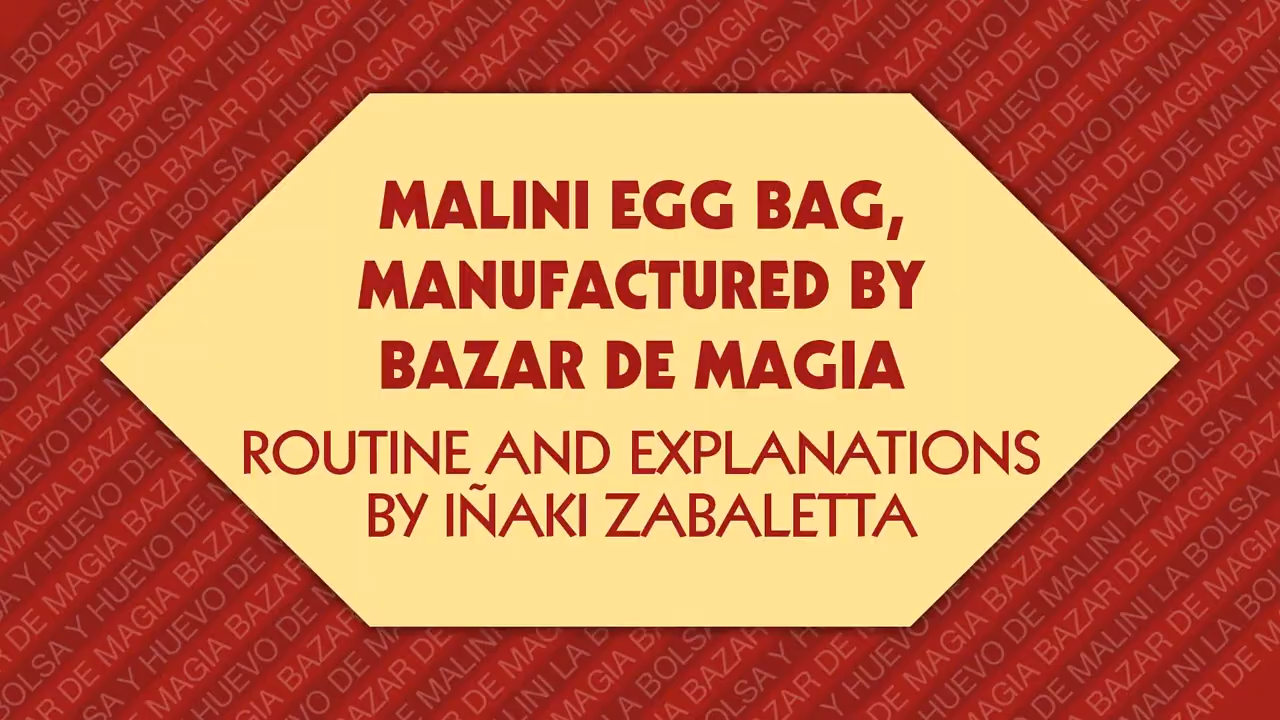 MALINI EGG BAG,
MANUFACTURED BY
BAZAR DE MAGIA
ROUTINE AND EXPLANATIONS
BY IÑAKI ZABALETTA